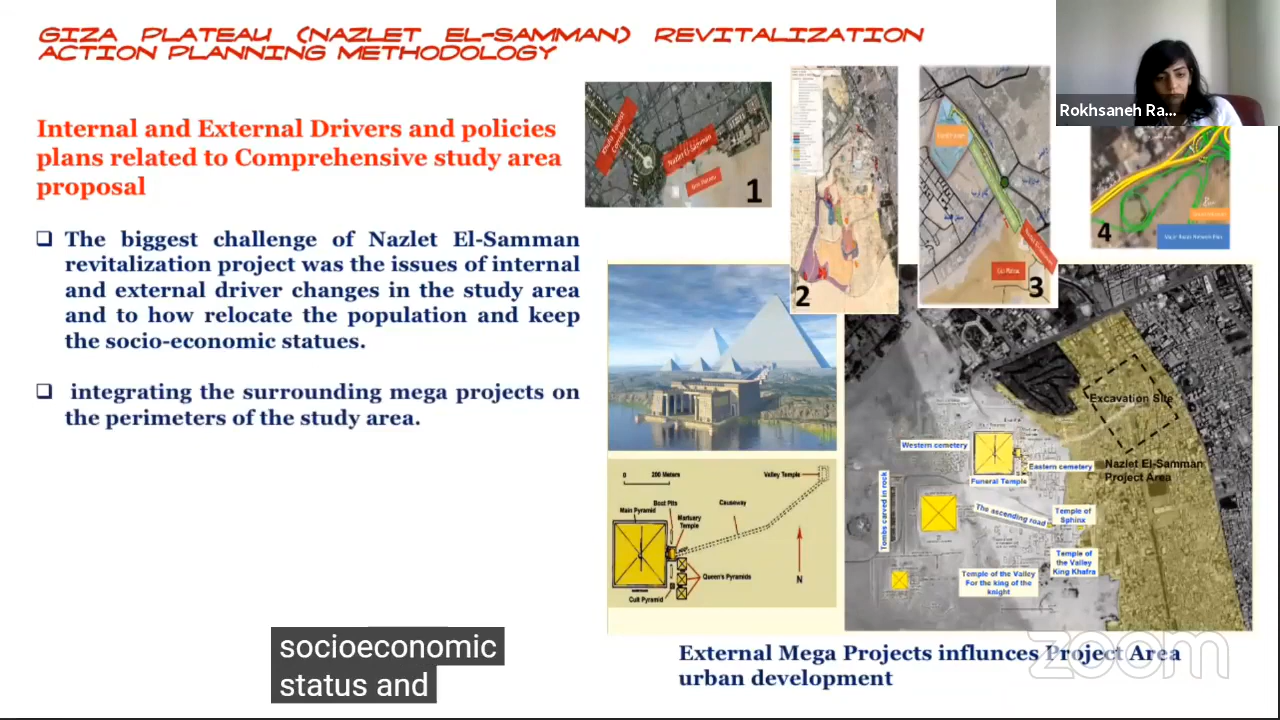 GIZA PLATEAU (NAZLET EL-SAMMAN) REVITALIZATION
ACTION PLANNING METHODOLOGY
Rokhsaneh Ra...
Internal and External Drivers and policies
plans related to Comprehensive study area
proposal
The biggest challenge of Nazlet El-Samman
revitalization project was the issues of internal
and external driver changes in the study area
and to how relocate the population and keep
the socio-economic statues.
integrating the surrounding mega projects on
the perimeters of the study area.
Nazlet El-Samman
Giza Plateau
1
2
3
4
Excavation Site
Nazlet El-Samman
Project Area
Western cemetery
Eastern cemetery
Funeral Temple
Tombs carved in rock
The ascending road
Temple of
Sphinx
Temple of
the Valley
King Khafra
Temple of the Valley
For the king of the
knight
0 200 Meters
Valley Temple
Boat Pits
Causeway
Main Pyramid
Mortuary
Temple
Queen's Pyramids
N
Cult Pyramid
External Mega Projects influnces Project Area
urban development
zoom
socioeconomic
status and